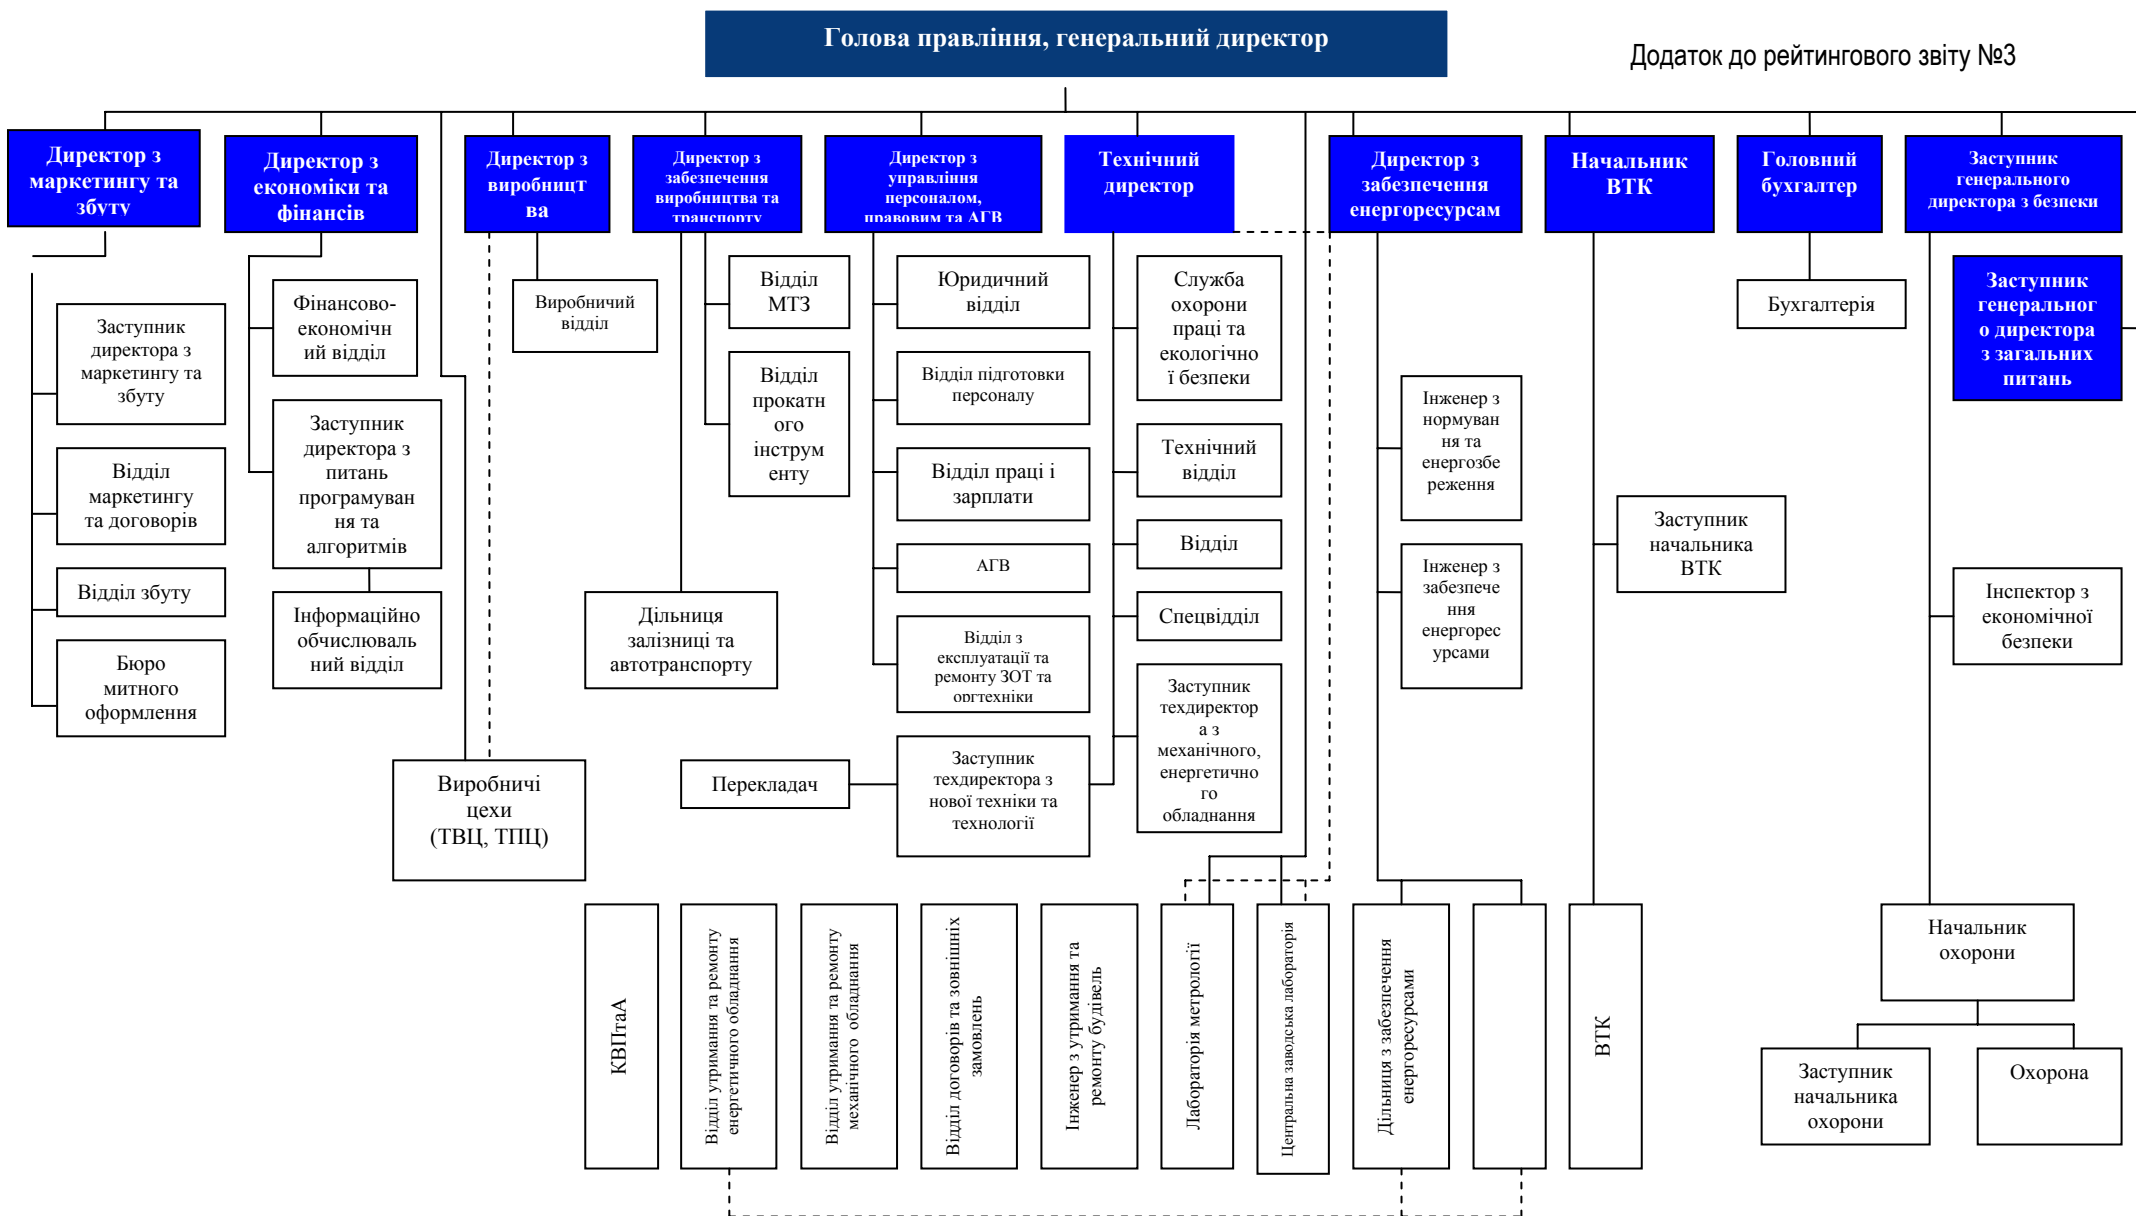 Голова правління, генеральний директор
Додаток до рейтингового звіту №3
Директор з
маркетингу та
збуту
Директор з
економіки та
фінансів
Директор з
виробницт
ва
Директор з
забезпечення
виробництва та
транспорту
Директор з
управління
персоналом,
правовим та АГВ
Технічний
директор
Директор з
забезпечення
енергоресурсам
Начальник
ВТК
Головний
бухгалтер
Заступник
генерального
директора з безпеки
Заступник
генеральног
о директора
з загальних
питань
Заступник
директора з
маркетингу та
збуту
Відділ
маркетингу
та договорів
Відділ збуту
Бюро
митного
оформлення
Фінансово-
економічн
ий відділ
Заступник
директора з
питань
програмуван
ня та
алгоритмів
Інформаційно
обчислюваль
ний відділ
Виробничі
цехи
(ТВЦ, ТПЦ)
Виробничий
відділ
Відділ
МТЗ
Відділ
прокатн
ого
інструм
енту
Дільниця
залізниці та
автотранспорту
Юридичний
відділ
Відділ підготовки
персоналу
Відділ праці і
зарплати
АГВ
Відділ з
експлуатації та
ремонту ЗОТ та
оргтехніки
Перекладач
Заступник
техдиректора з
нової техніки та
технології
Служба
охорони
праці та
екологічно
ї безпеки
Технічний
відділ
Відділ
Спецвідділ
Заступник
техдиректор
а з
механічного,
енергетично
го
обладнання
Інженер з
нормуван
ня та
енергозбе
реження
Інженер з
забезпече
ння
енергорес
урсами
Заступник
начальника
ВТК
Бухгалтерія
Інспектор з
економічної
безпеки
КВПтаА
Відділ утримання та ремонту
енергетичного обладнання
Відділ утримання та ремонту
механічного обладнання
Відділ договорів та зовнішніх
замовлень
Інженер з утримання та
ремонту будівель
Лабораторія метрології
Центральна заводська лабораторія
Дільниця з забезпечення
енергоресурсами
ВТК
Начальник
охорони
Заступник
начальника
охорони
Охорона